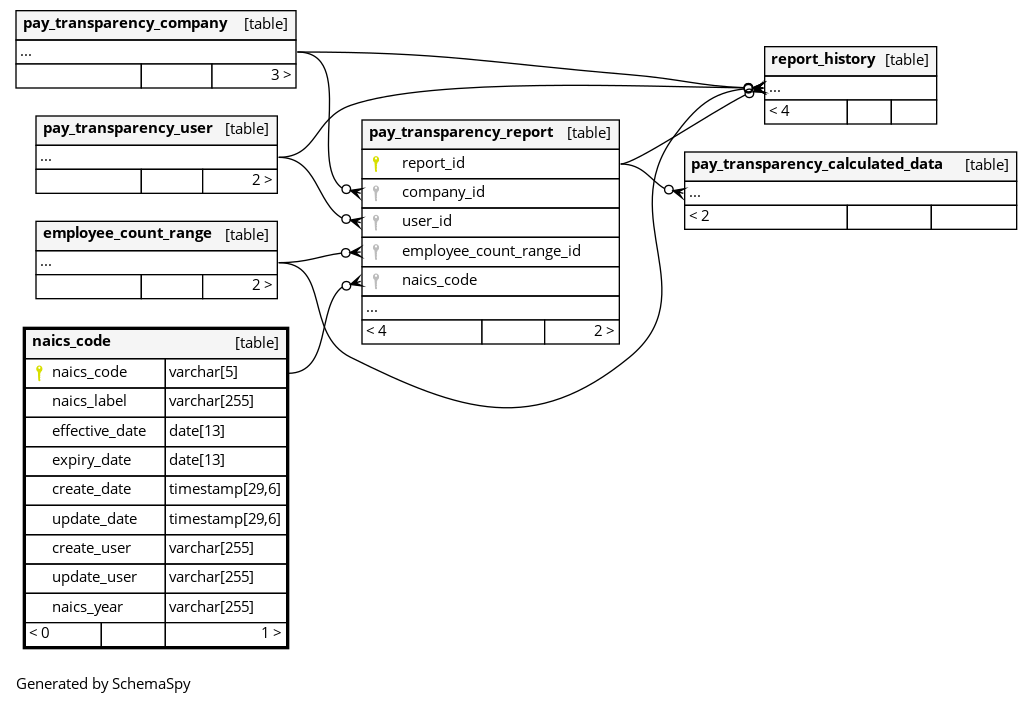 pay_transparency_company [table]
...
3 >
pay_transparency_user [table]
...
2 >
employee_count_range [table]
...
2 >
naics_code [table]
naics_code varchar[5]
naics_label varchar[255]
effective_date date[13]
expiry_date date[13]
create_date timestamp[29,6]
update_date timestamp[29,6]
create_user varchar[255]
update_user varchar[255]
naics_year varchar[255]
< 0 1 >
pay_transparency_report [table]
report_id
company_id
user_id
employee_count_range_id
naics_code
...
< 4 2 >
report_history [table]
...
< 4
pay_transparency_calculated_data [table]
...
< 2
Generated by SchemaSpy